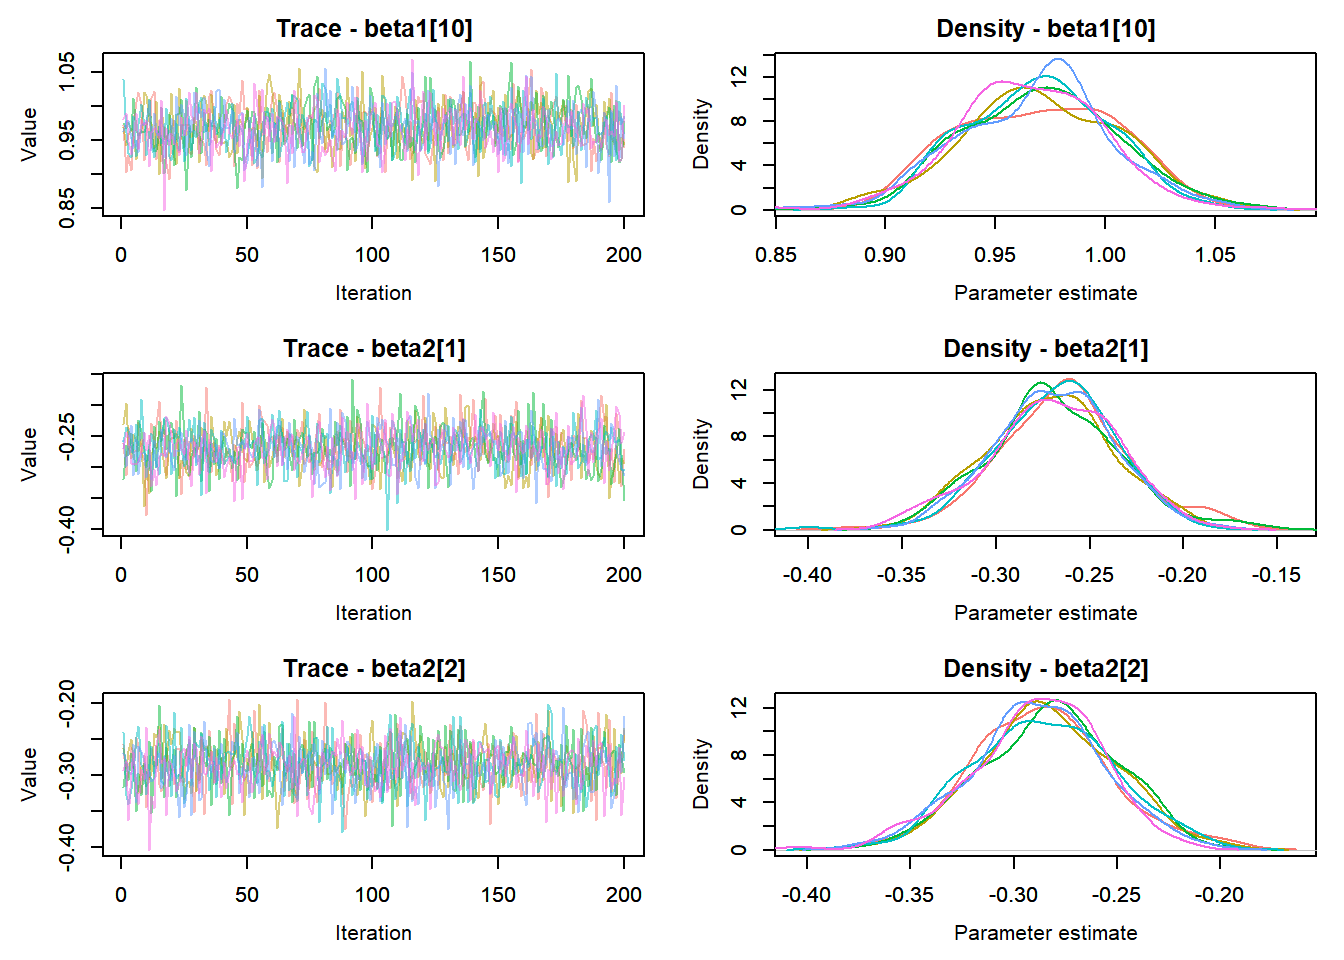 Trace - beta1[10]
Value
0.85 0.95 1.05
0 50 100 150 200
Iteration
Density - beta1[10]
Density
0 4 8 12
0.85 0.90 0.95 1.00 1.05
Parameter estimate
Trace - beta2[1]
Value
-0.40 -0.25
0 50 100 150 200
Iteration
Density - beta2[1]
Density
0 4 8 12
-0.40 -0.35 -0.30 -0.25 -0.20 -0.15
Parameter estimate
Trace - beta2[2]
Value
-0.40 -0.30 -0.20
0 50 100 150 200
Iteration
Density - beta2[2]
Density
0 4 8 12
-0.40 -0.35 -0.30 -0.25 -0.20
Parameter estimate